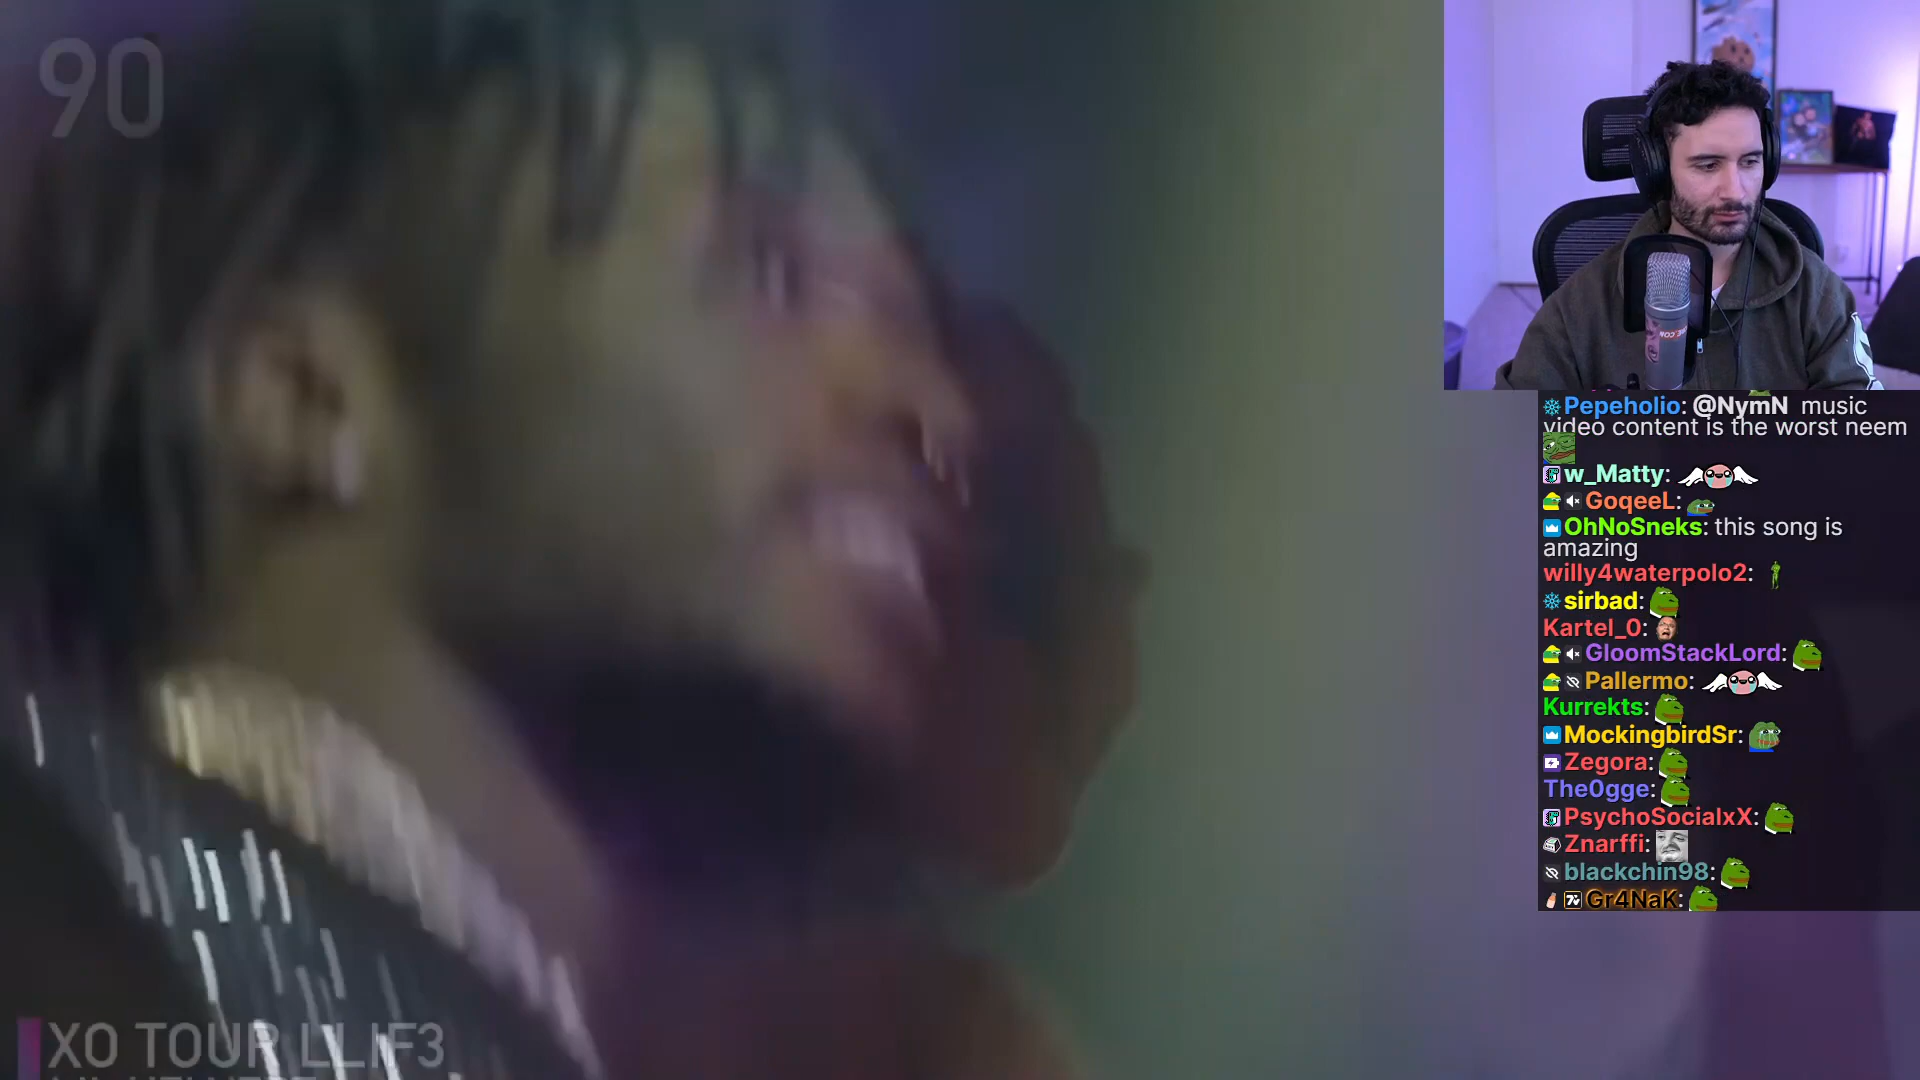 90
Pepeholio: @NymN music
video content is the worst neem
w_Matty:
GoqeeL:
OhNoSneks: this song is
amazing
willy4waterpolo2:
sirbad:
Kartel_0:
GloomStackLord:
Pallermo:
Kurrekts:
MockingbirdSr:
Zegora:
The0gge:
PsychoSocialxX:
Znarffi:
blackchin98:
Gr4NaK:
XO TOUR LLIF3